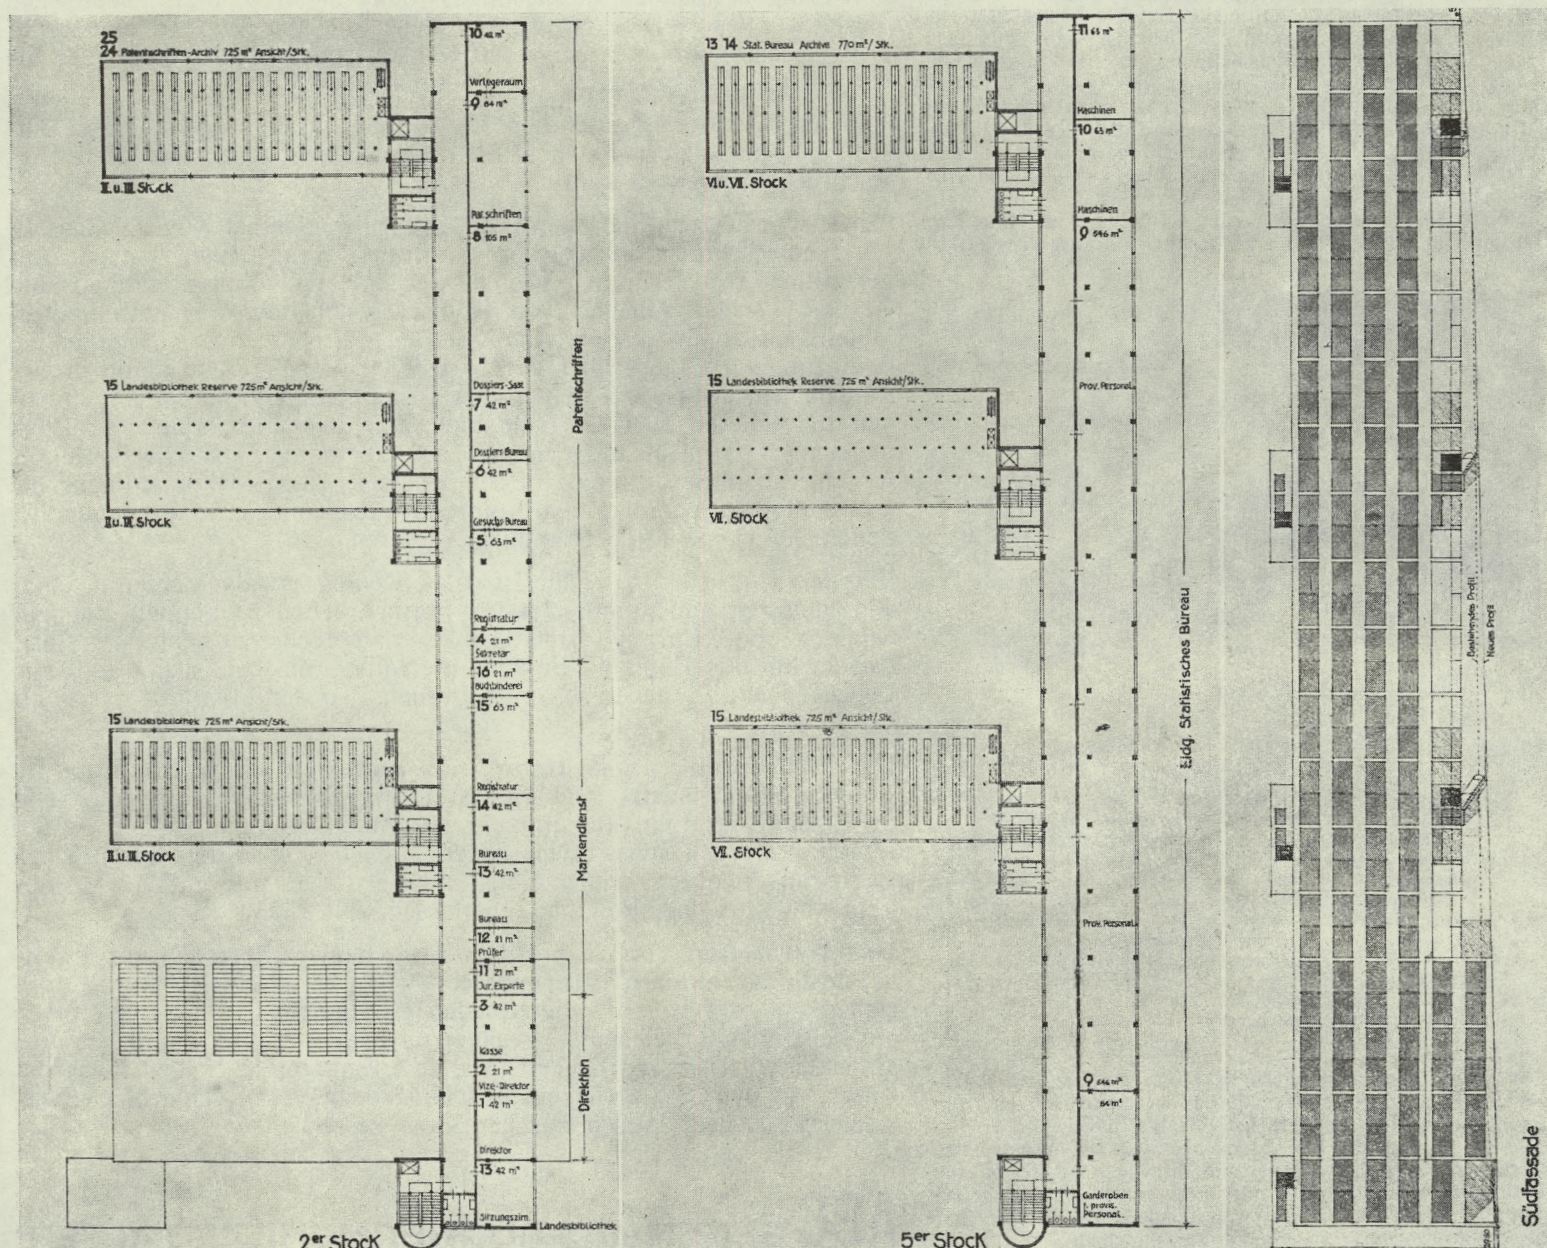 25
24 Patentschriften-Archiv 725 m² Ansicht/Stk.
II. u. III. Stock
15 Landesbibliothek Reserve 725 m² Ansicht/Stk.
II. u. III. Stock
15 Landesbibliothek 725 m² Ansicht/Stk.
II. u. III. Stock
10 42 m²
Vorlegeraum
9 84 m²
Pat. schriften
8 105 m²
Dossiers-Saal
7 42 m²
Dossiers Bureau
6 42 m²
Gesuchs-Bureau
5 63 m²
Registratur
4 21 m²
Sekretär
16 21 m²
Buchbinderei
15 63 m²
Registratur
14 42 m²
Bureau
13 42 m²
Bureau
12 21 m²
Prüfer
11 21 m²
Jur. Experte
3 42 m²
Kasse
2 21 m²
Vize-Direktor
1 42 m²
Direktor
13 42 m²
Sitzungszim.
Landesbibliothek
Patentschriften
Markendienst
Direktion
2er Stock
13 14 Stat. Bureau Archive 770 m²/Stk.
VI. u. VII. Stock
15 Landesbibliothek Reserve 725 m² Ansicht/Stk.
VII. Stock
15 Landesbibliothek 725 m² Ansicht/Stk.
VII. Stock
11 63 m²
Maschinen
10 63 m²
Maschinen
9 546 m²
Prov. Personal.
Prov. Personal.
9 546 m²
84 m²
Garderoben
f. provis.
Personal.
Eidg. Statistisches Bureau
5er Stock
Bestehendes Profil
Neues Profil
Südfassade